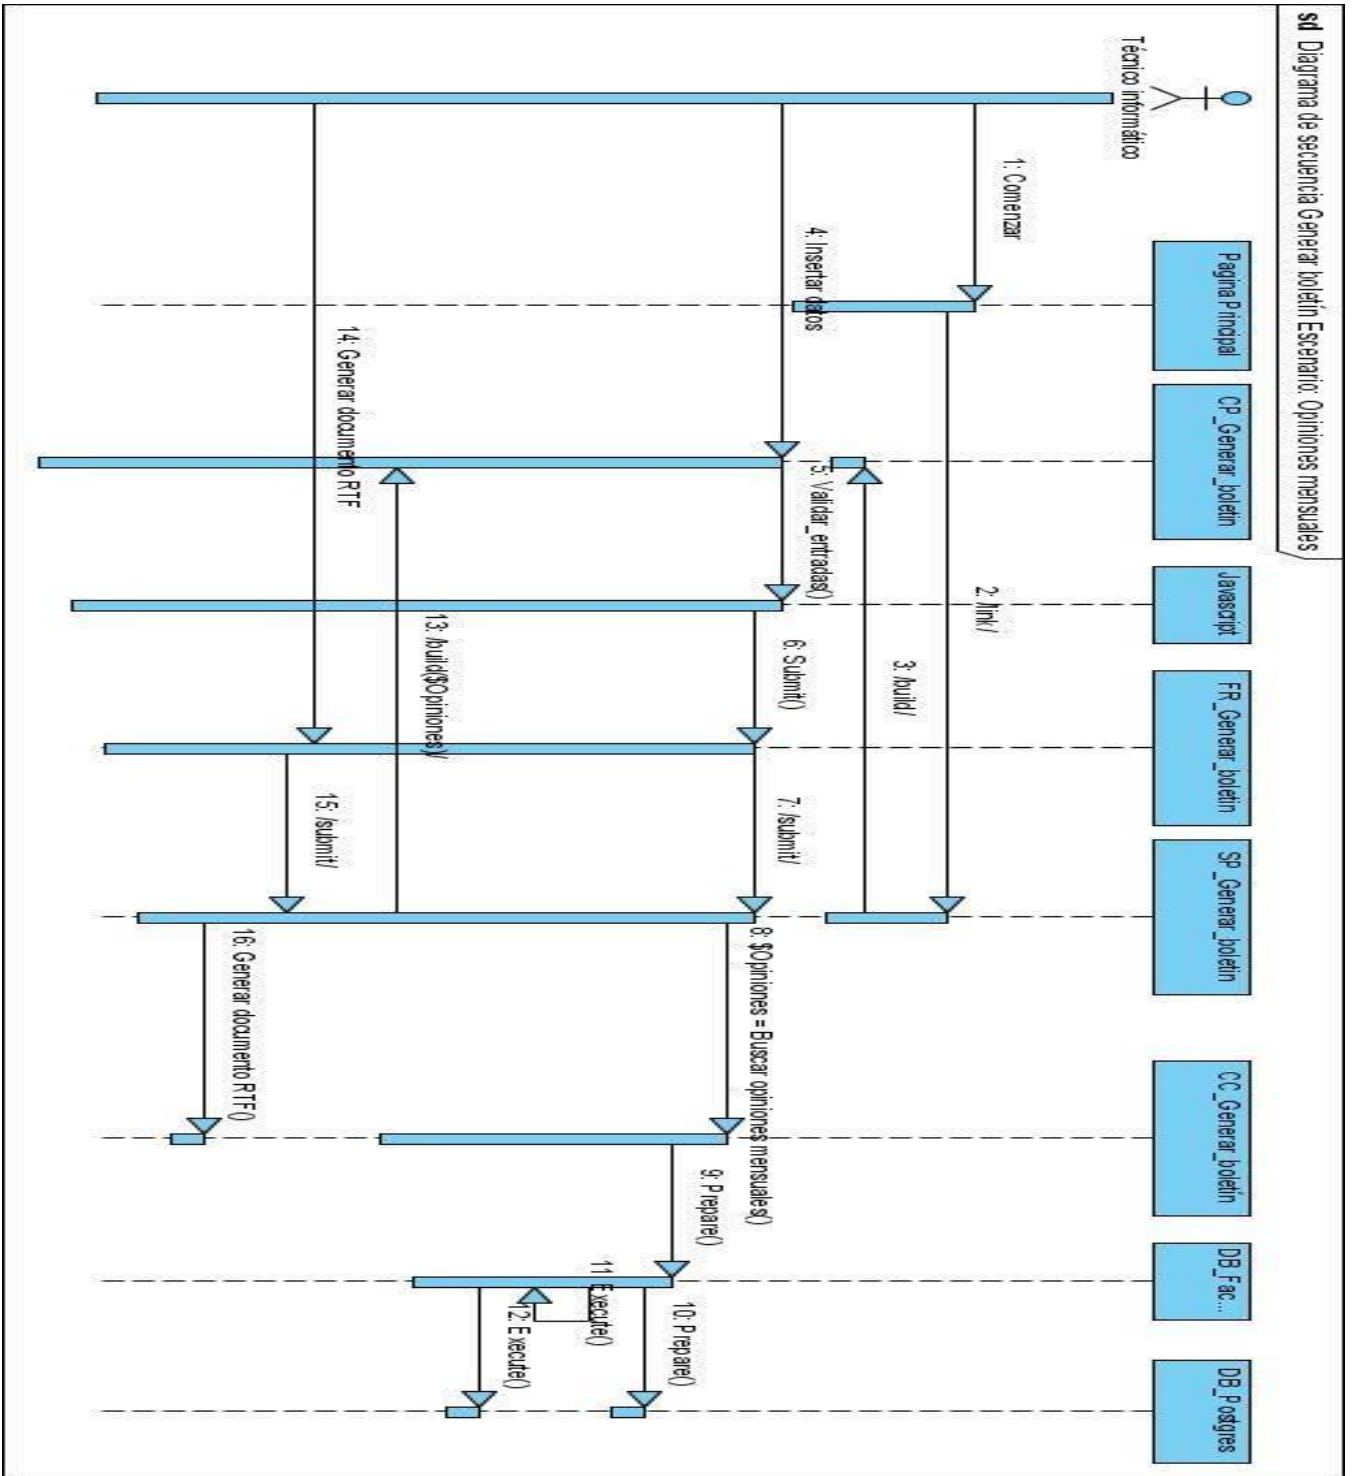 sd Diagrama de secuencia Generar boletín Escenario: Opiniones mensuales
Técnico informático
Pagina Principal
CP_Generar_boletin
Javascript
FR_Generar_boletin
SP_Generar_boletin
CC_Generar_boletín
DB_Fac...
DB_Postgres
1: Comenzar
2: /link/
3: /build/
4: Insertar datos
5: Validar_entradas()
6: Submit()
7: /submit/
8: $Opiniones = Buscar opiniones mensuales()
9: Prepare()
10: Prepare()
11 Execute()
12: Execute()
13: /build($Opiniones)/
14: Generar documento RTF
15: /submit/
16: Generar documento RTF()